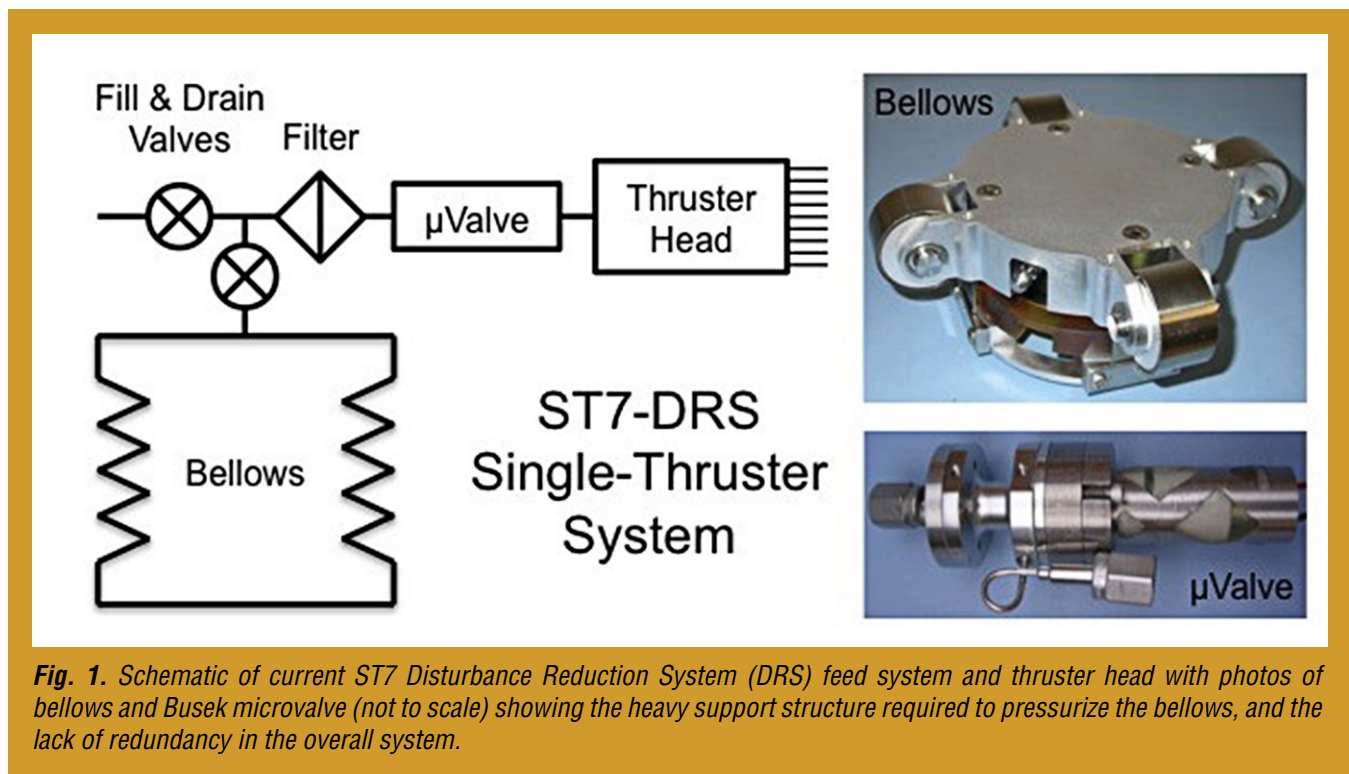 Fill & Drain
Valves
Filter
µValve
Thruster
Head
Bellows
ST7-DRS
Single-Thruster
System
Bellows
µValve
Fig. 1. Schematic of current ST7 Disturbance Reduction System (DRS) feed system and thruster head with photos of
bellows and Busek microvalve (not to scale) showing the heavy support structure required to pressurize the bellows, and the
lack of redundancy in the overall system.